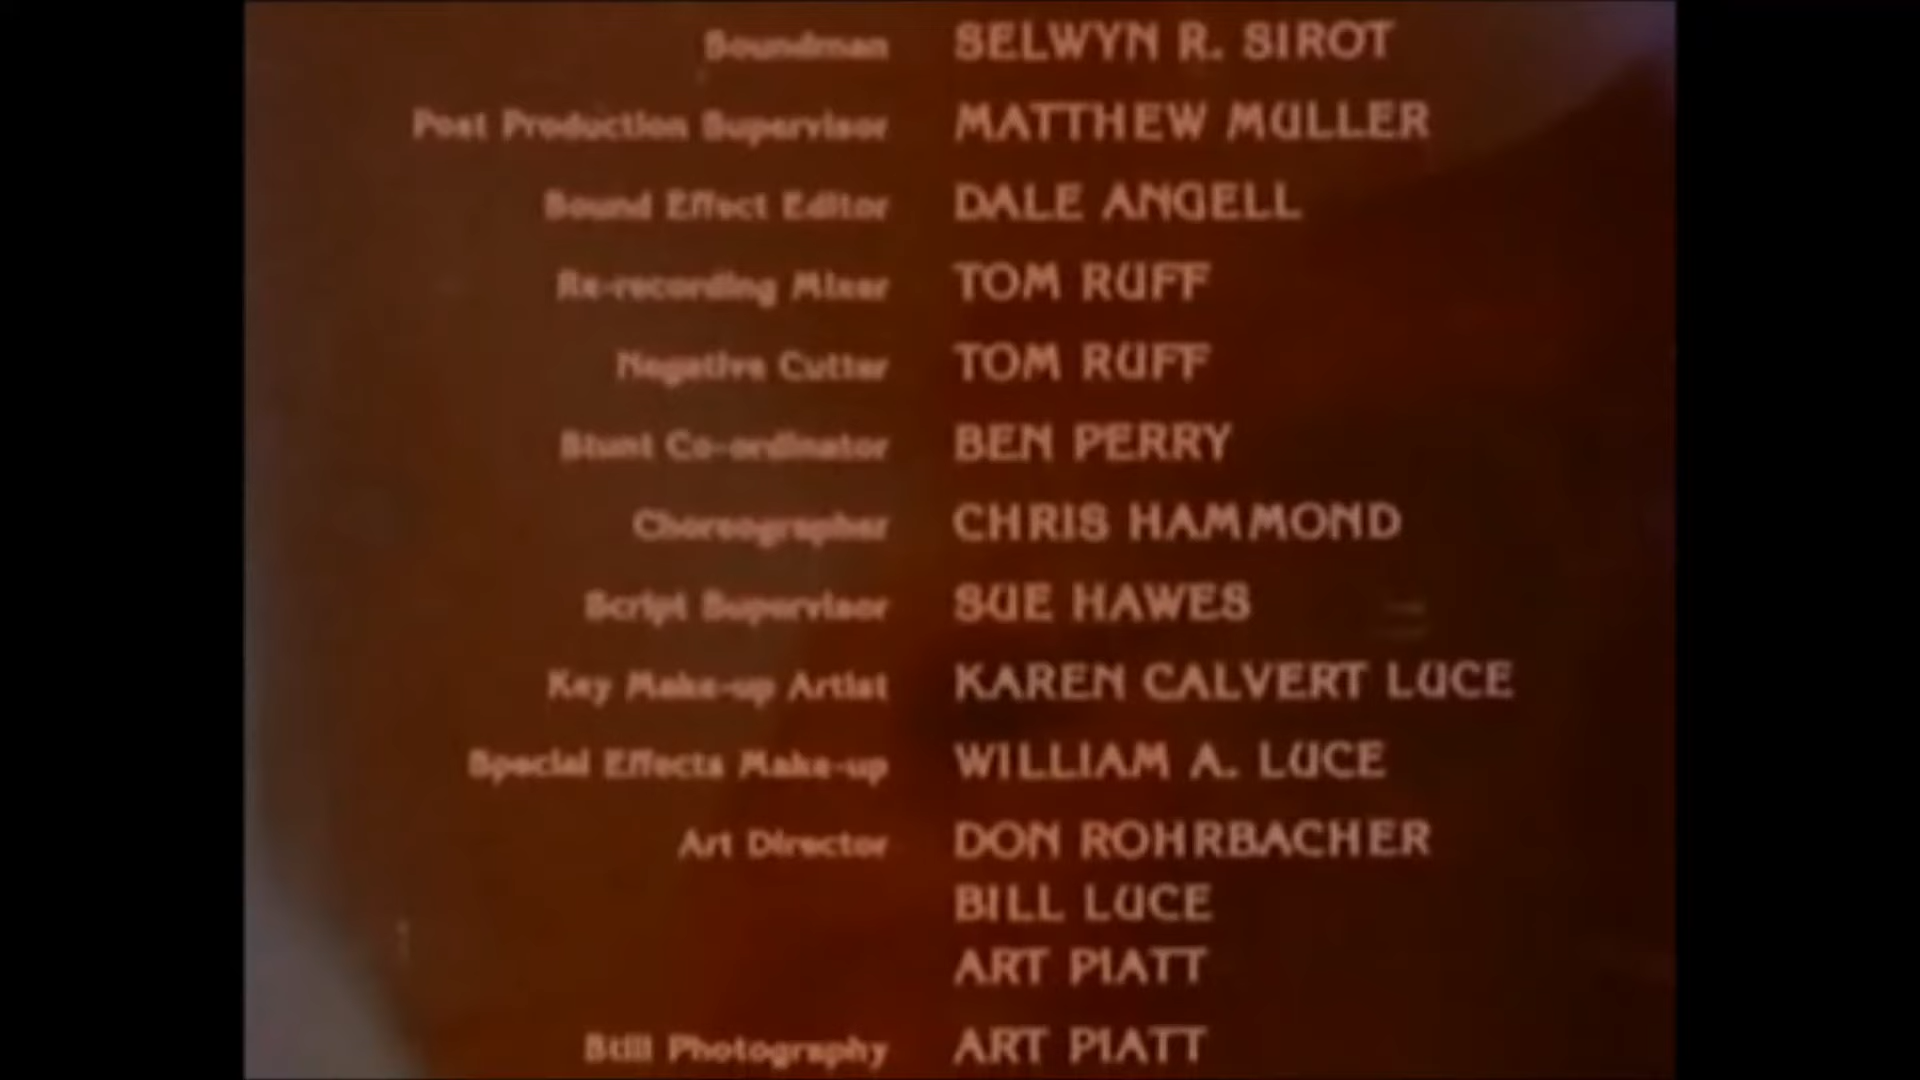 Soundman SELWYN R. SIROT
Post Production Supervisor MATTHEW MULLER
Sound Effect Editor DALE ANGELL
Re-recording Mixer TOM RUFF
Negative Cutter TOM RUFF
Stunt Co-ordinator BEN PERRY
Choreographer CHRIS HAMMOND
Script Supervisor SUE HAWES
Key Make-up Artist KAREN CALVERT LUCE
Special Effects Make-up WILLIAM A. LUCE
Art Director DON ROHRBACHER
BILL LUCE
ART PIATT
Still Photography ART PIATT